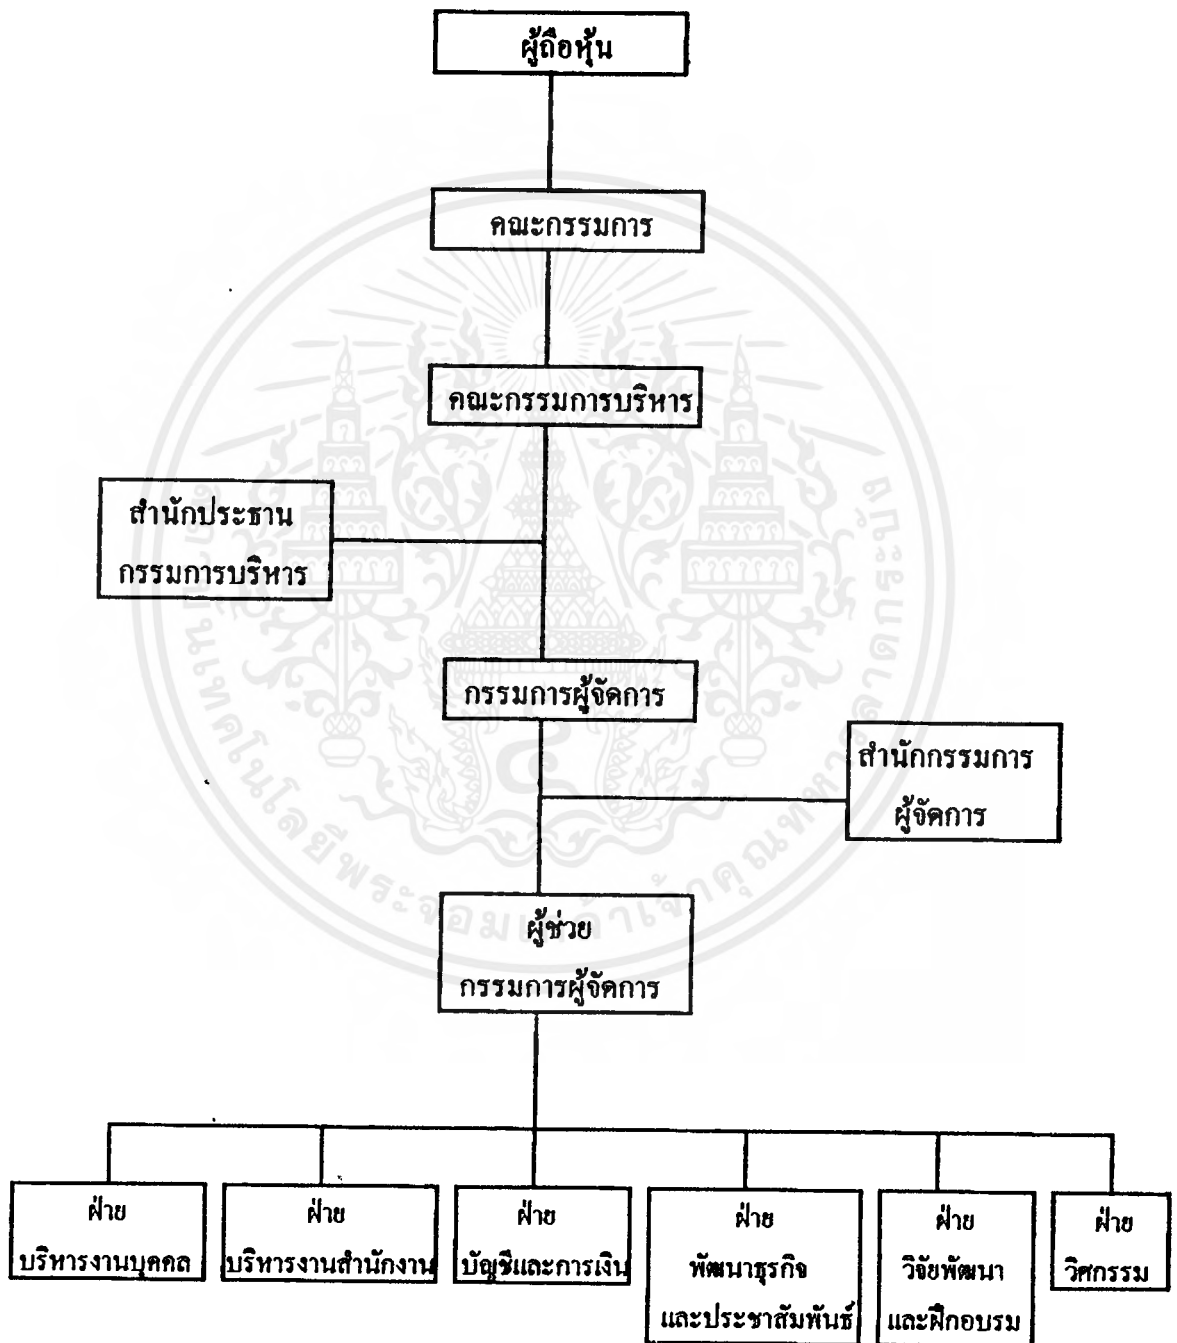 ผู้ถือหุ้น
คณะกรรมการ
คณะกรรมการบริหาร
สำนักประธาน
กรรมการบริหาร
กรรมการผู้จัดการ
สำนักกรรมการ
ผู้จัดการ
ผู้ช่วย
กรรมการผู้จัดการ
ฝ่าย
บริหารงานบุคคล
ฝ่าย
บริหารงานสำนักงาน
ฝ่าย
บัญชีและการเงิน
ฝ่าย
พัฒนาธุรกิจ
และประชาสัมพันธ์
ฝ่าย
วิจัยพัฒนา
และฝึกอบรม
ฝ่าย
วิศกรรม